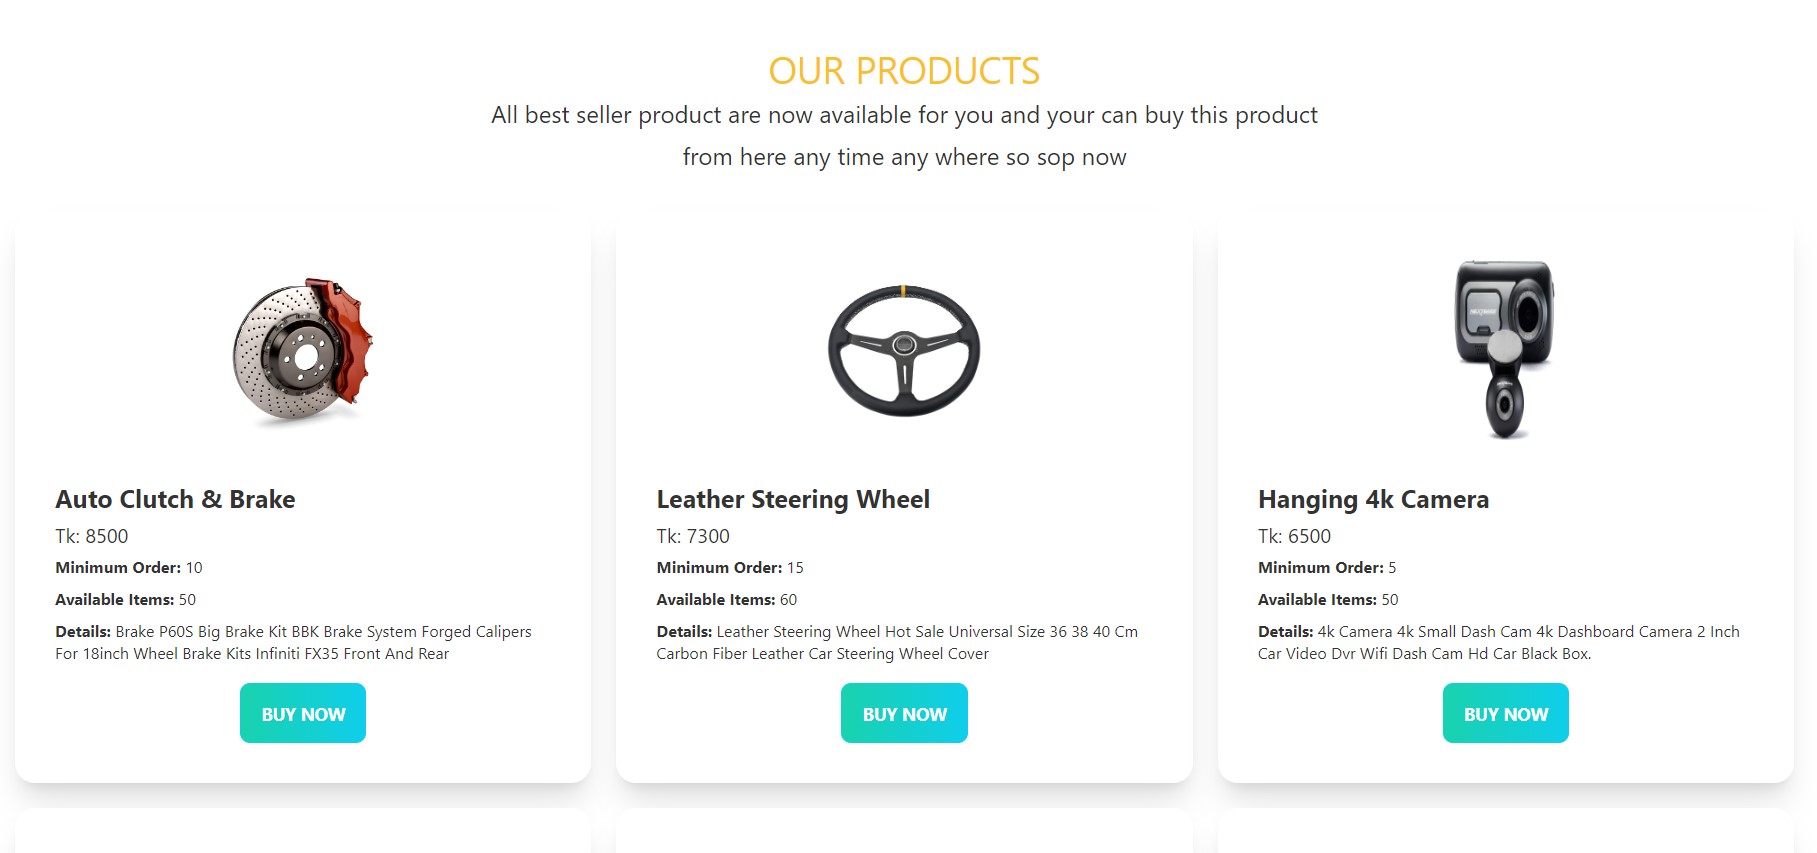 OUR PRODUCTS
All best seller product are now available for you and your can buy this product
from here any time any where so sop now
Auto Clutch & Brake
Tk: 8500
Minimum Order: 10
Available Items: 50
Details: Brake P60S Big Brake Kit BBK Brake System Forged Calipers
For 18inch Wheel Brake Kits Infiniti FX35 Front And Rear
BUY NOW
Leather Steering Wheel
Tk: 7300
Minimum Order: 15
Available Items: 60
Details: Leather Steering Wheel Hot Sale Universal Size 36 38 40 Cm
Carbon Fiber Leather Car Steering Wheel Cover
BUY NOW
Hanging 4k Camera
Tk: 6500
Minimum Order: 5
Available Items: 50
Details: 4k Camera 4k Small Dash Cam 4k Dashboard Camera 2 Inch
Car Video Dvr Wifi Dash Cam Hd Car Black Box.
BUY NOW